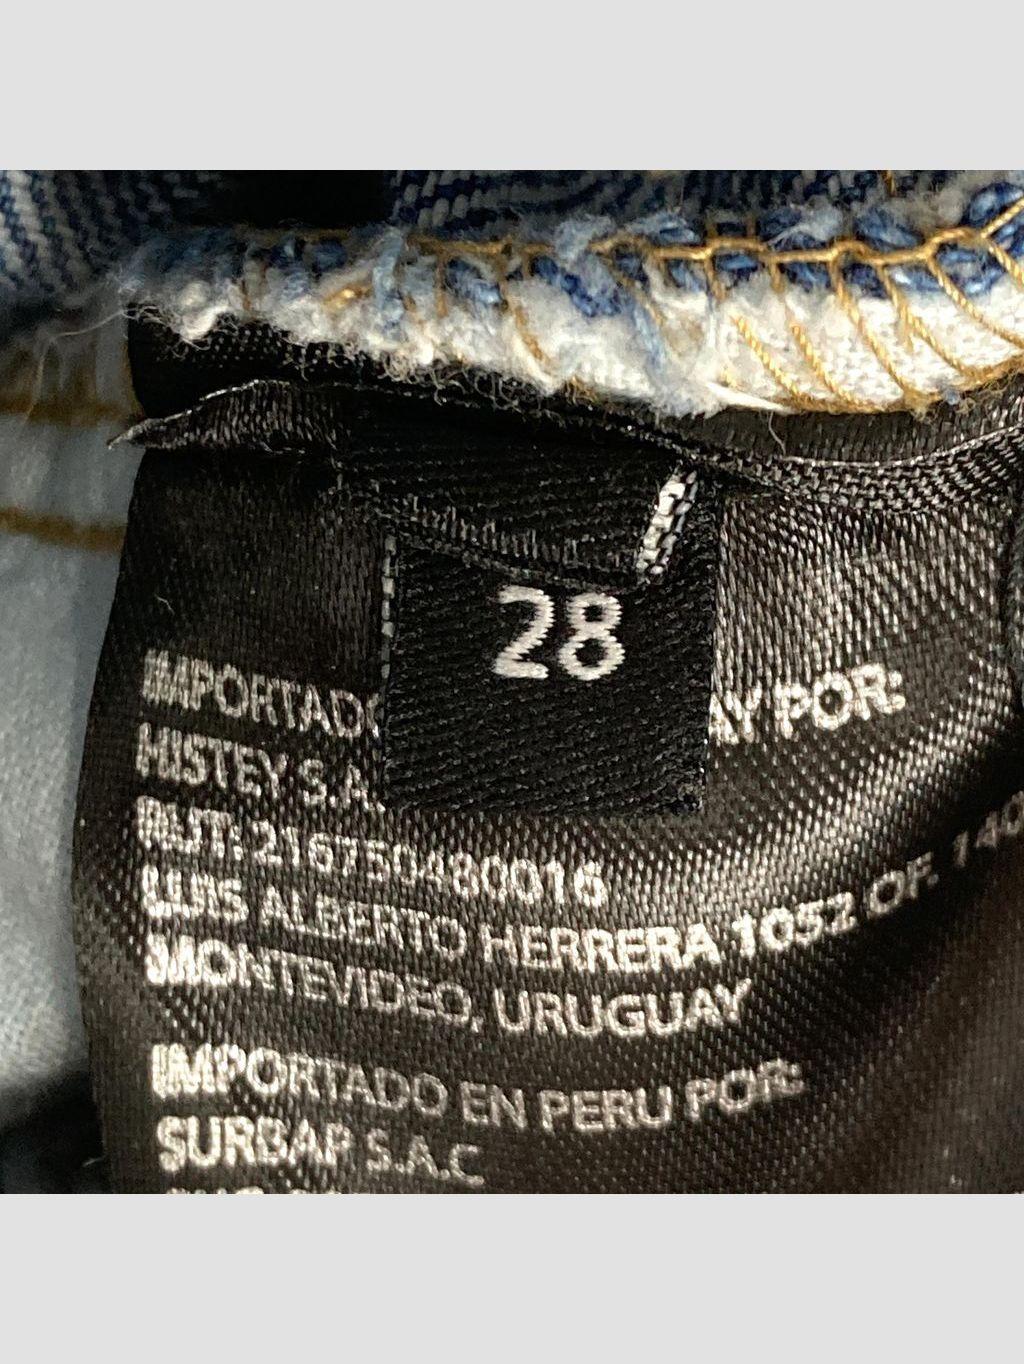 28
IMPORTADO
AY POR:
HISTEY S.A.
RUT: 216750480016
LUIS ALBERTO HERRERA 1052 OF. 140
MONTEVIDEO, URUGUAY
IMPORTADO EN PERU POR:
SURBAP S.A.C